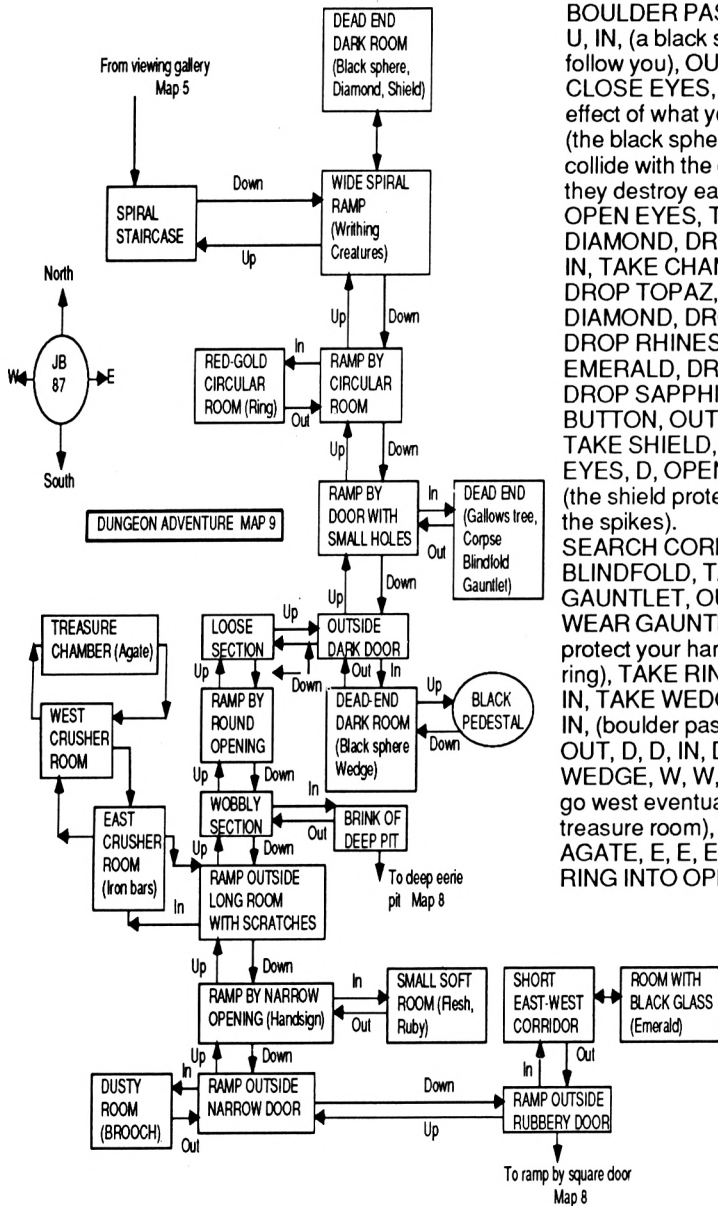 DEAD END
DARK ROOM
(Black sphere,
Diamond, Shield)
From viewing gallery
Map 5
SPIRAL
STAIRCASE
Down
Up
WIDE SPIRAL
RAMP
(Writhing
Creatures)
North
W
JB
87
E
South
Up
Down
RED-GOLD
CIRCULAR
ROOM (Ring)
In
Out
RAMP BY
CIRCULAR
ROOM
Up
Down
DUNGEON ADVENTURE MAP 9
RAMP BY
DOOR WITH
SMALL HOLES
In
Out
DEAD END
(Gallows tree,
Corpse
Blindfold
Gauntlet)
Up
Down
TREASURE
CHAMBER (Agate)
LOOSE
SECTION
Up
Down
OUTSIDE
DARK DOOR
Up
Down
Out
In
WEST
CRUSHER
ROOM
RAMP BY
ROUND
OPENING
DEAD-END
DARK ROOM
(Black sphere
Wedge)
Up
Down
BLACK
PEDESTAL
Up
Down
EAST
CRUSHER
ROOM
(Iron bars)
WOBBLY
SECTION
In
Out
BRINK OF
DEEP PIT
Up
Down
To deep eerie
pit Map 8
In
RAMP OUTSIDE
LONG ROOM
WITH SCRATCHES
Up
Down
RAMP BY NARROW
OPENING (Handsign)
In
Out
SMALL SOFT
ROOM (Flesh,
Ruby)
SHORT
EAST-WEST
CORRIDOR
ROOM WITH
BLACK GLASS
(Emerald)
Up
Down
In
Out
DUSTY
ROOM
(BROOCH)
In
Out
RAMP OUTSIDE
NARROW DOOR
Down
Up
RAMP OUTSIDE
RUBBERY DOOR
To ramp by square door
Map 8
BOULDER PAS
U, IN, (a black s
follow you), OU
CLOSE EYES,
effect of what yo
(the black sphe
collide with the
they destroy ea
OPEN EYES, T
DIAMOND, DR
IN, TAKE CHAN
DROP TOPAZ,
DIAMOND, DRO
DROP RHINES
EMERALD, DR
DROP SAPPHI
BUTTON, OUT
TAKE SHIELD,
EYES, D, OPEN
(the shield prote
the spikes).
SEARCH CORI
BLINDFOLD, TA
GAUNTLET, OU
WEAR GAUNTI
protect your har
ring), TAKE RIN
IN, TAKE WEDG
IN, (boulder pas
OUT, D, D, IN, D
WEDGE, W, W,
go west eventua
treasure room),
AGATE, E, E, E
RING INTO OPI